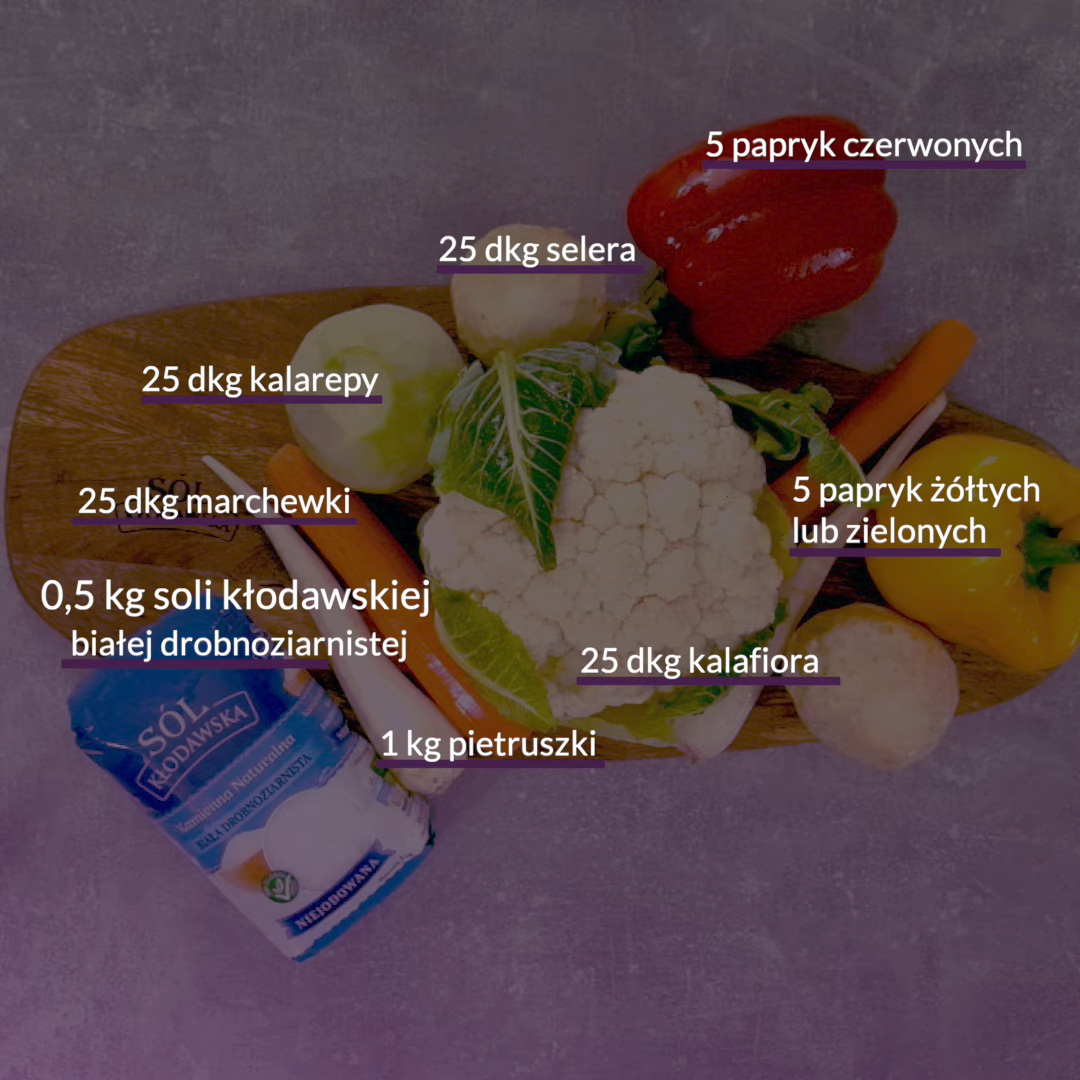 5 papryk czerwonych
25 dkg selera
25 dkg kalarepy
25 dkg marchewki
5 papryk żółtych
lub zielonych
0,5 kg soli kłodawskiej
białej drobnoziarnistej
25 dkg kalafiora
1 kg pietruszki
SÓL
SÓL
KŁODAWSKA
Kamienna Naturalna
BIAŁA DROBNOZIARNISTA
NIEJODOWANA